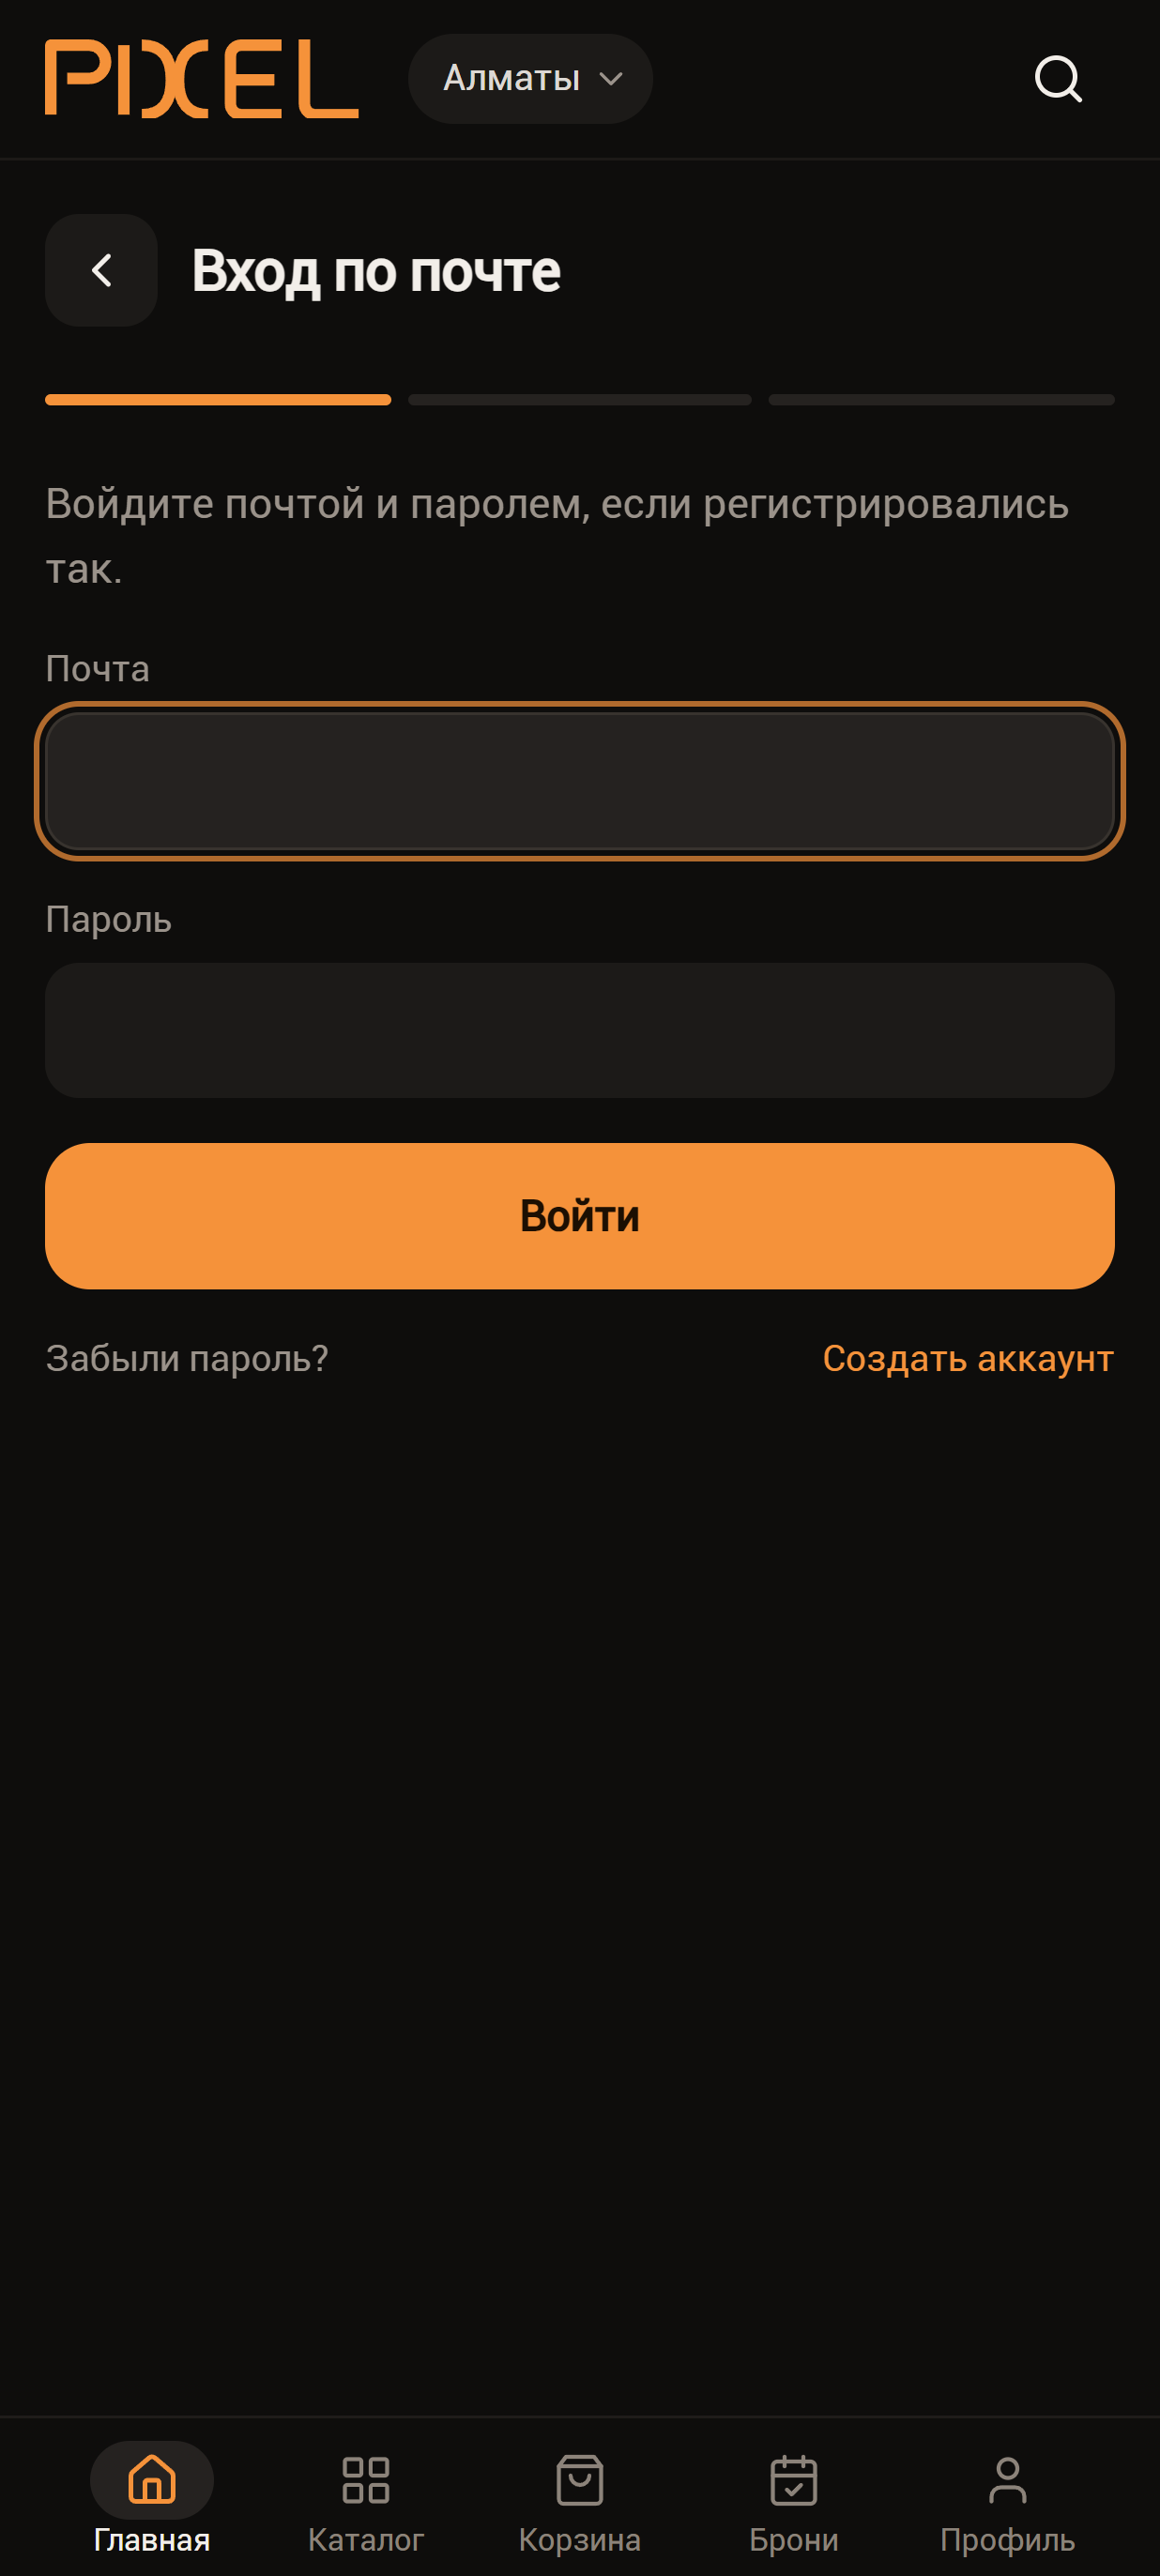 PIXEL
Алматы
Вход по почте
Войдите почтой и паролем, если регистрировались
так.
Почта
Пароль
Войти
Забыли пароль?
Создать аккаунт
Главная
Каталог
Корзина
Брони
Профиль